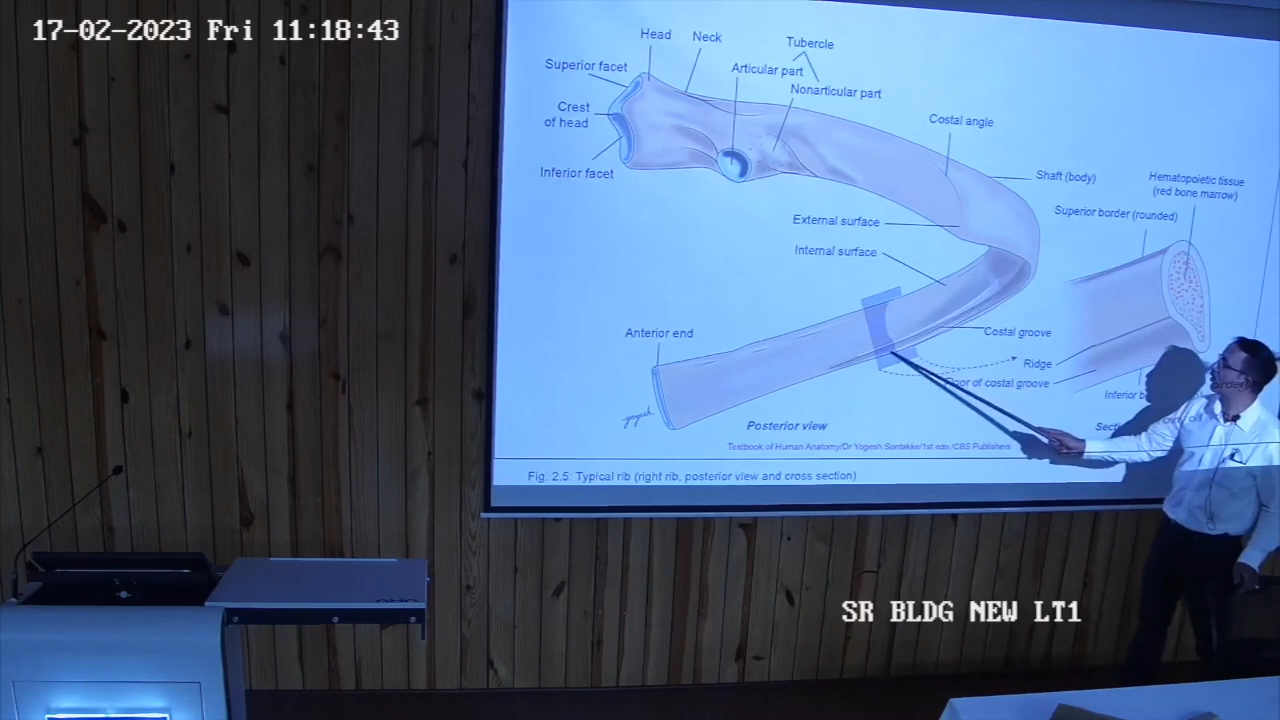 17-02-2023 Fri 11:18:43
Head
Neck
Tubercle
Superior facet
Articular part
Nonarticular part
Crest
of head
Costal angle
Inferior facet
Shaft (body)
Hematopoietic tissue
(red bone marrow)
Superior border (rounded)
External surface
Internal surface
Anterior end
Costal groove
Ridge
Floor of costal groove
Inferior
yogesh
Posterior view
Textbook of Human Anatomy/Dr Yogesh Sontakke/1st edn./CBS Publishers
Fig. 2.5: Typical rib (right rib, posterior view and cross section)
SR BLDG NEW LT1